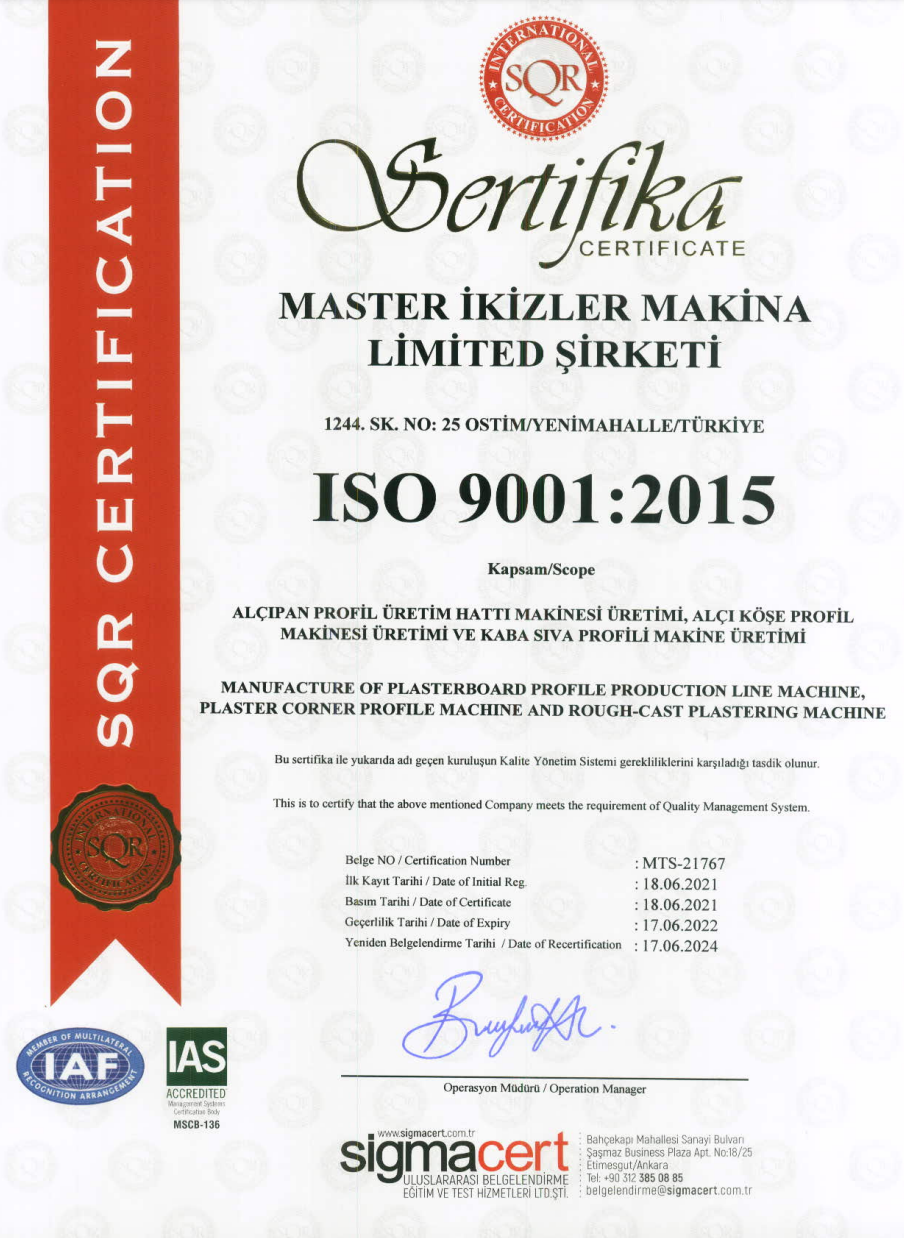 SQR CERTIFICATION
INTERNATIONAL
SQR
CERTIFICATION
Sertifika
CERTIFICATE
MASTER İKİZLER MAKİNA
LİMİTED ŞİRKETİ
1244. SK. NO: 25 OSTİM/YENİMAHALLE/TÜRKİYE
ISO 9001:2015
Kapsam/Scope
ALÇIPAN PROFİL ÜRETİM HATTI MAKİNESİ ÜRETİMİ, ALÇI KÖŞE PROFİL
MAKİNESİ ÜRETİMİ VE KABA SIVA PROFİLİ MAKİNE ÜRETİMİ
MANUFACTURE OF PLASTERBOARD PROFILE PRODUCTION LINE MACHINE,
PLASTER CORNER PROFILE MACHINE AND ROUGH-CAST PLASTERING MACHINE
Bu sertifika ile yukarıda adı geçen kuruluşun Kalite Yönetim Sistemi gerekliliklerini karşıladığı tasdik olunur.
This is to certify that the above mentioned Company meets the requirement of Quality Management System.
INTERNATIONAL
SQR
CERTIFICATION
Belge NO / Certification Number : MTS-21767
İlk Kayıt Tarihi / Date of Initial Reg. : 18.06.2021
Basım Tarihi / Date of Certificate : 18.06.2021
Geçerlilik Tarihi / Date of Expiry : 17.06.2022
Yeniden Belgelendirme Tarihi / Date of Recertification : 17.06.2024
Operasyon Müdürü / Operation Manager
MEMBER OF MULTILATERAL
IAF
RECOGNITION ARRANGEMENT
IAS
ACCREDITED
Management Systems
Certification Body
MSCB-136
www.sigmacert.com.tr
sigmacert
ULUSLARARASI BELGELENDİRME
EĞİTİM VE TEST HİZMETLERİ LTD.ŞTİ.
Bahçekapı Mahallesi Sanayi Bulvarı
Şaşmaz Business Plaza Apt. No:18/25
Etimesgut/Ankara
Tel: +90 312 385 08 85
belgelendirme@sigmacert.com.tr